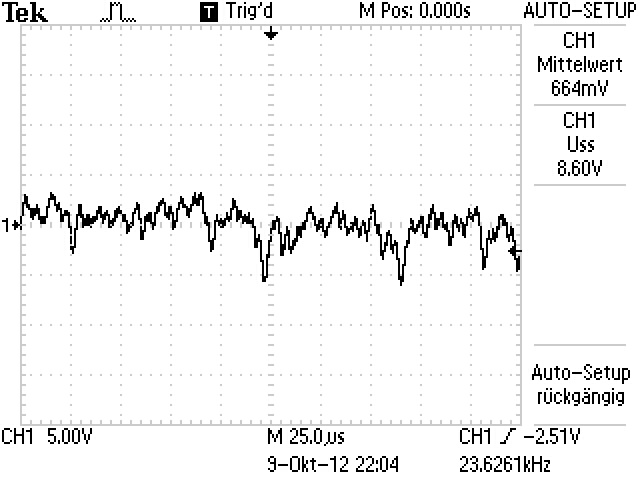 Tek T Trig'd M Pos: 0.000s AUTO-SETUP
CH1
Mittelwert
664mV
CH1
Uss
8.60V
1
Auto-Setup
rückgängig
CH1 5.00V M 25.0µs CH1 -2.51V
9-Okt-12 22:04 23.6261kHz